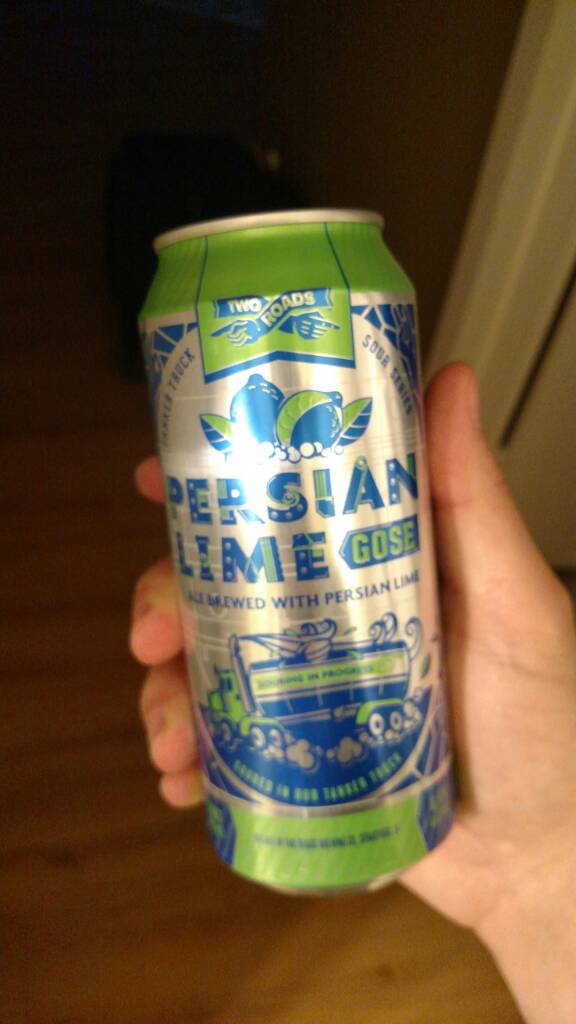 TWO ROADS
TANKER TRUCK
SOUR SERIES
PERSIAN
LIME GOSE
ALE BREWED WITH PERSIAN LIME
SOURING IN PROGRESS
SOURED IN OUR TANKER TRUCK